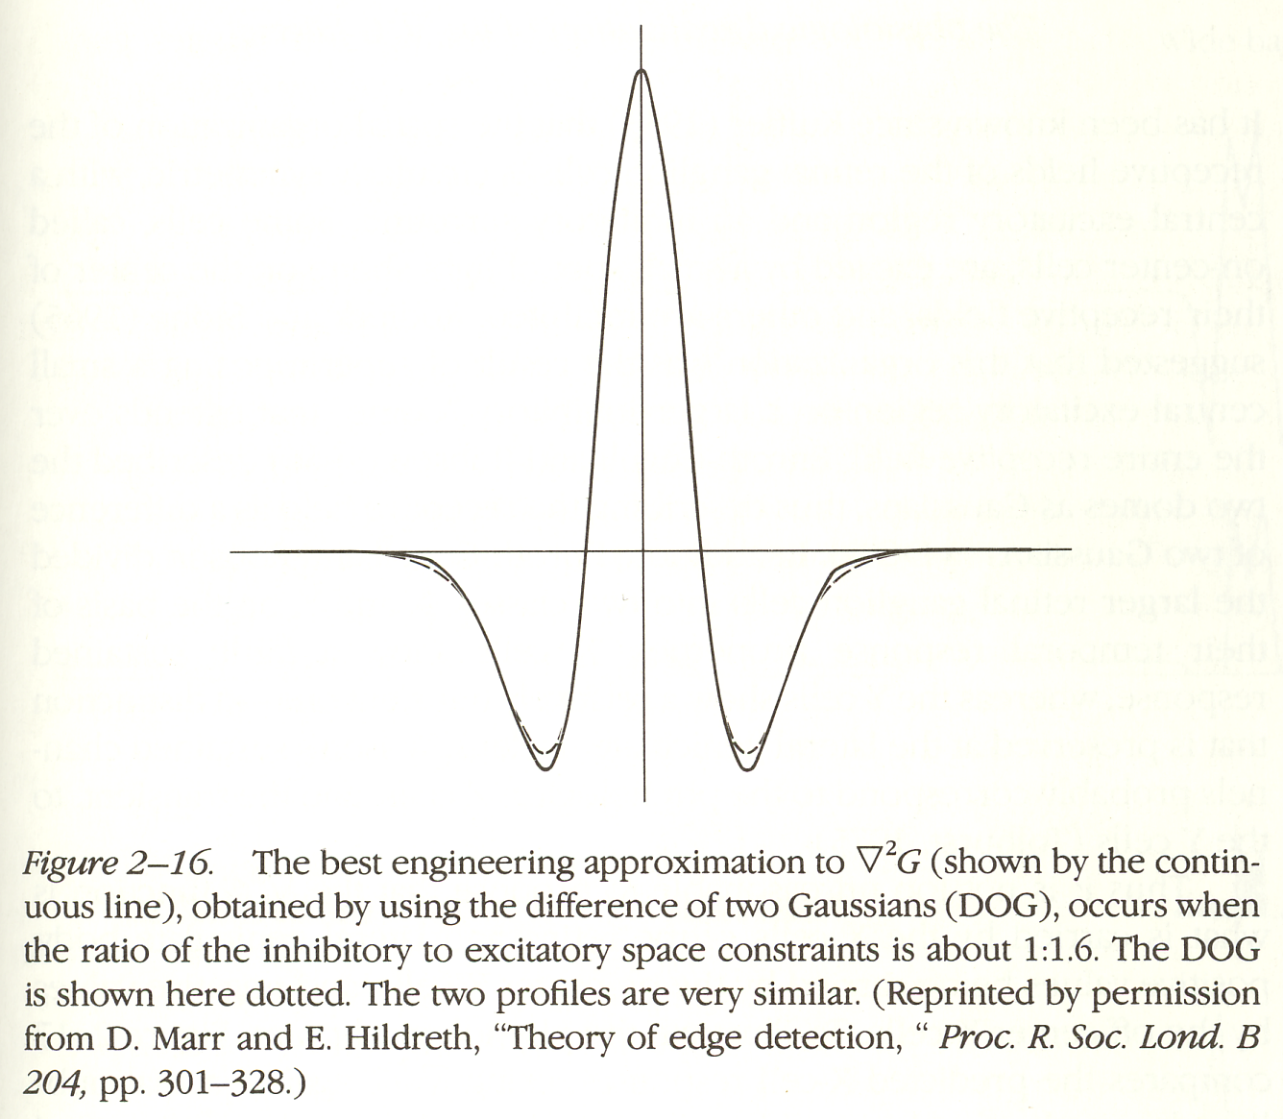 Figure 2–16. The best engineering approximation to ∇²G (shown by the contin-
uous line), obtained by using the difference of two Gaussians (DOG), occurs when
the ratio of the inhibitory to excitatory space constraints is about 1:1.6. The DOG
is shown here dotted. The two profiles are very similar. (Reprinted by permission
from D. Marr and E. Hildreth, “Theory of edge detection, “ Proc. R. Soc. Lond. B
204, pp. 301–328.)